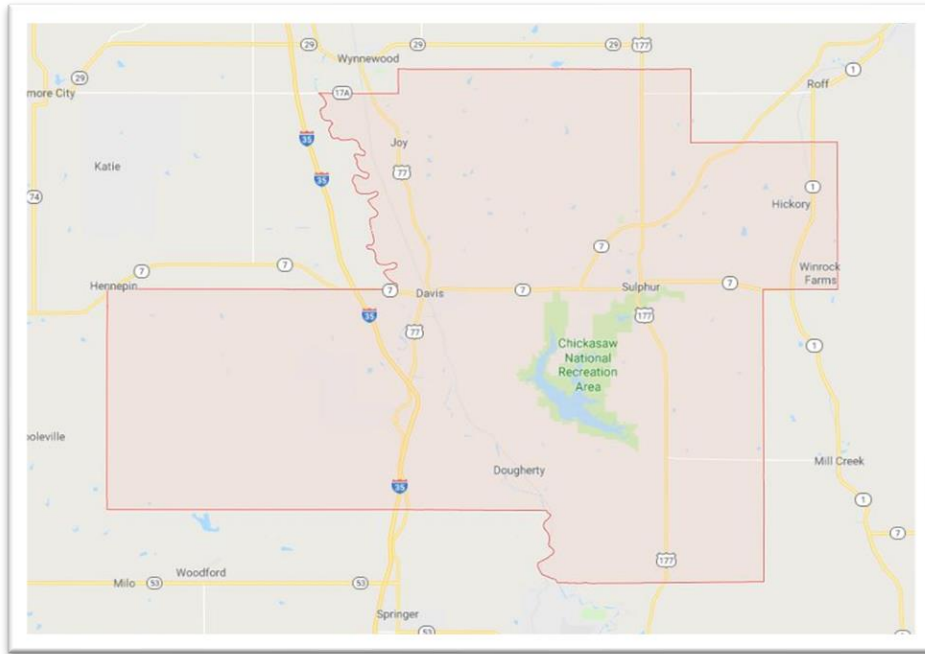 29
29
177
29
Wynnewood
29
1
Roff
more City
17A
35
Joy
Katie
77
35
74
1
Hickory
7
7
7
Winrock
Farms
Hennepin
7
Davis
7
Sulphur
7
35
77
177
1
Chickasaw
National
Recreation
Area
ooleville
Dougherty
Mill Creek
35
1
7
177
Woodford
Milo
53
53
Springer
53
1